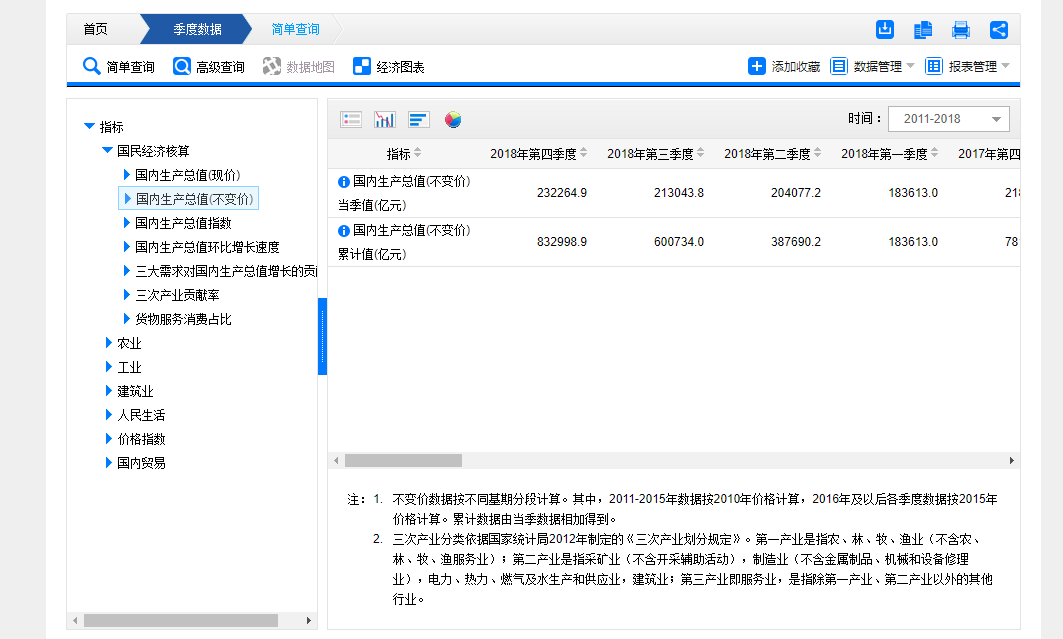 首页 季度数据 简单查询
简单查询 高级查询 数据地图 经济图表 添加收藏 数据管理 报表管理
指标
国民经济核算
国内生产总值(现价)
国内生产总值(不变价)
国内生产总值指数
国内生产总值环比增长速度
三大需求对国内生产总值增长的贡
三次产业贡献率
货物服务消费占比
农业
工业
建筑业
人民生活
价格指数
国内贸易
时间： 2011-2018
指标 2018年第四季度 2018年第三季度 2018年第二季度 2018年第一季度 2017年第四
国内生产总值(不变价)
当季值(亿元) 232264.9 213043.8 204077.2 183613.0 218
国内生产总值(不变价)
累计值(亿元) 832998.9 600734.0 387690.2 183613.0 78
注： 1. 不变价数据按不同基期分段计算。其中，2011-2015年数据按2010年价格计算，2016年及以后各季度数据按2015年
价格计算。累计数据由当季数据相加得到。
2. 三次产业分类依据国家统计局2012年制定的《三次产业划分规定》。第一产业是指农、林、牧、渔业（不含农、
林、牧、渔服务业）；第二产业是指采矿业（不含开采辅助活动），制造业（不含金属制品、机械和设备修理
业），电力、热力、燃气及水生产和供应业，建筑业；第三产业即服务业，是指除第一产业、第二产业以外的其他
行业。